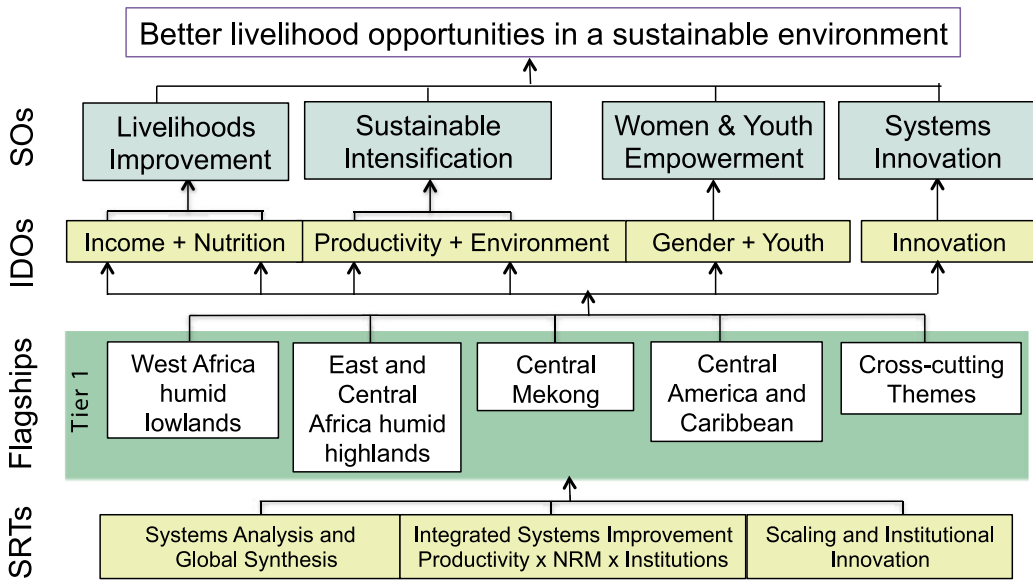 Better livelihood opportunities in a sustainable environment
SOs
Livelihoods
Improvement
Sustainable
Intensification
Women & Youth
Empowerment
Systems
Innovation
IDOs
Income + Nutrition
Productivity + Environment
Gender + Youth
Innovation
Flagships
Tier 1
West Africa
humid
lowlands
East and
Central
Africa humid
highlands
Central
Mekong
Central
America and
Caribbean
Cross-cutting
Themes
SRTs
Systems Analysis and
Global Synthesis
Integrated Systems Improvement
Productivity x NRM x Institutions
Scaling and Institutional
Innovation